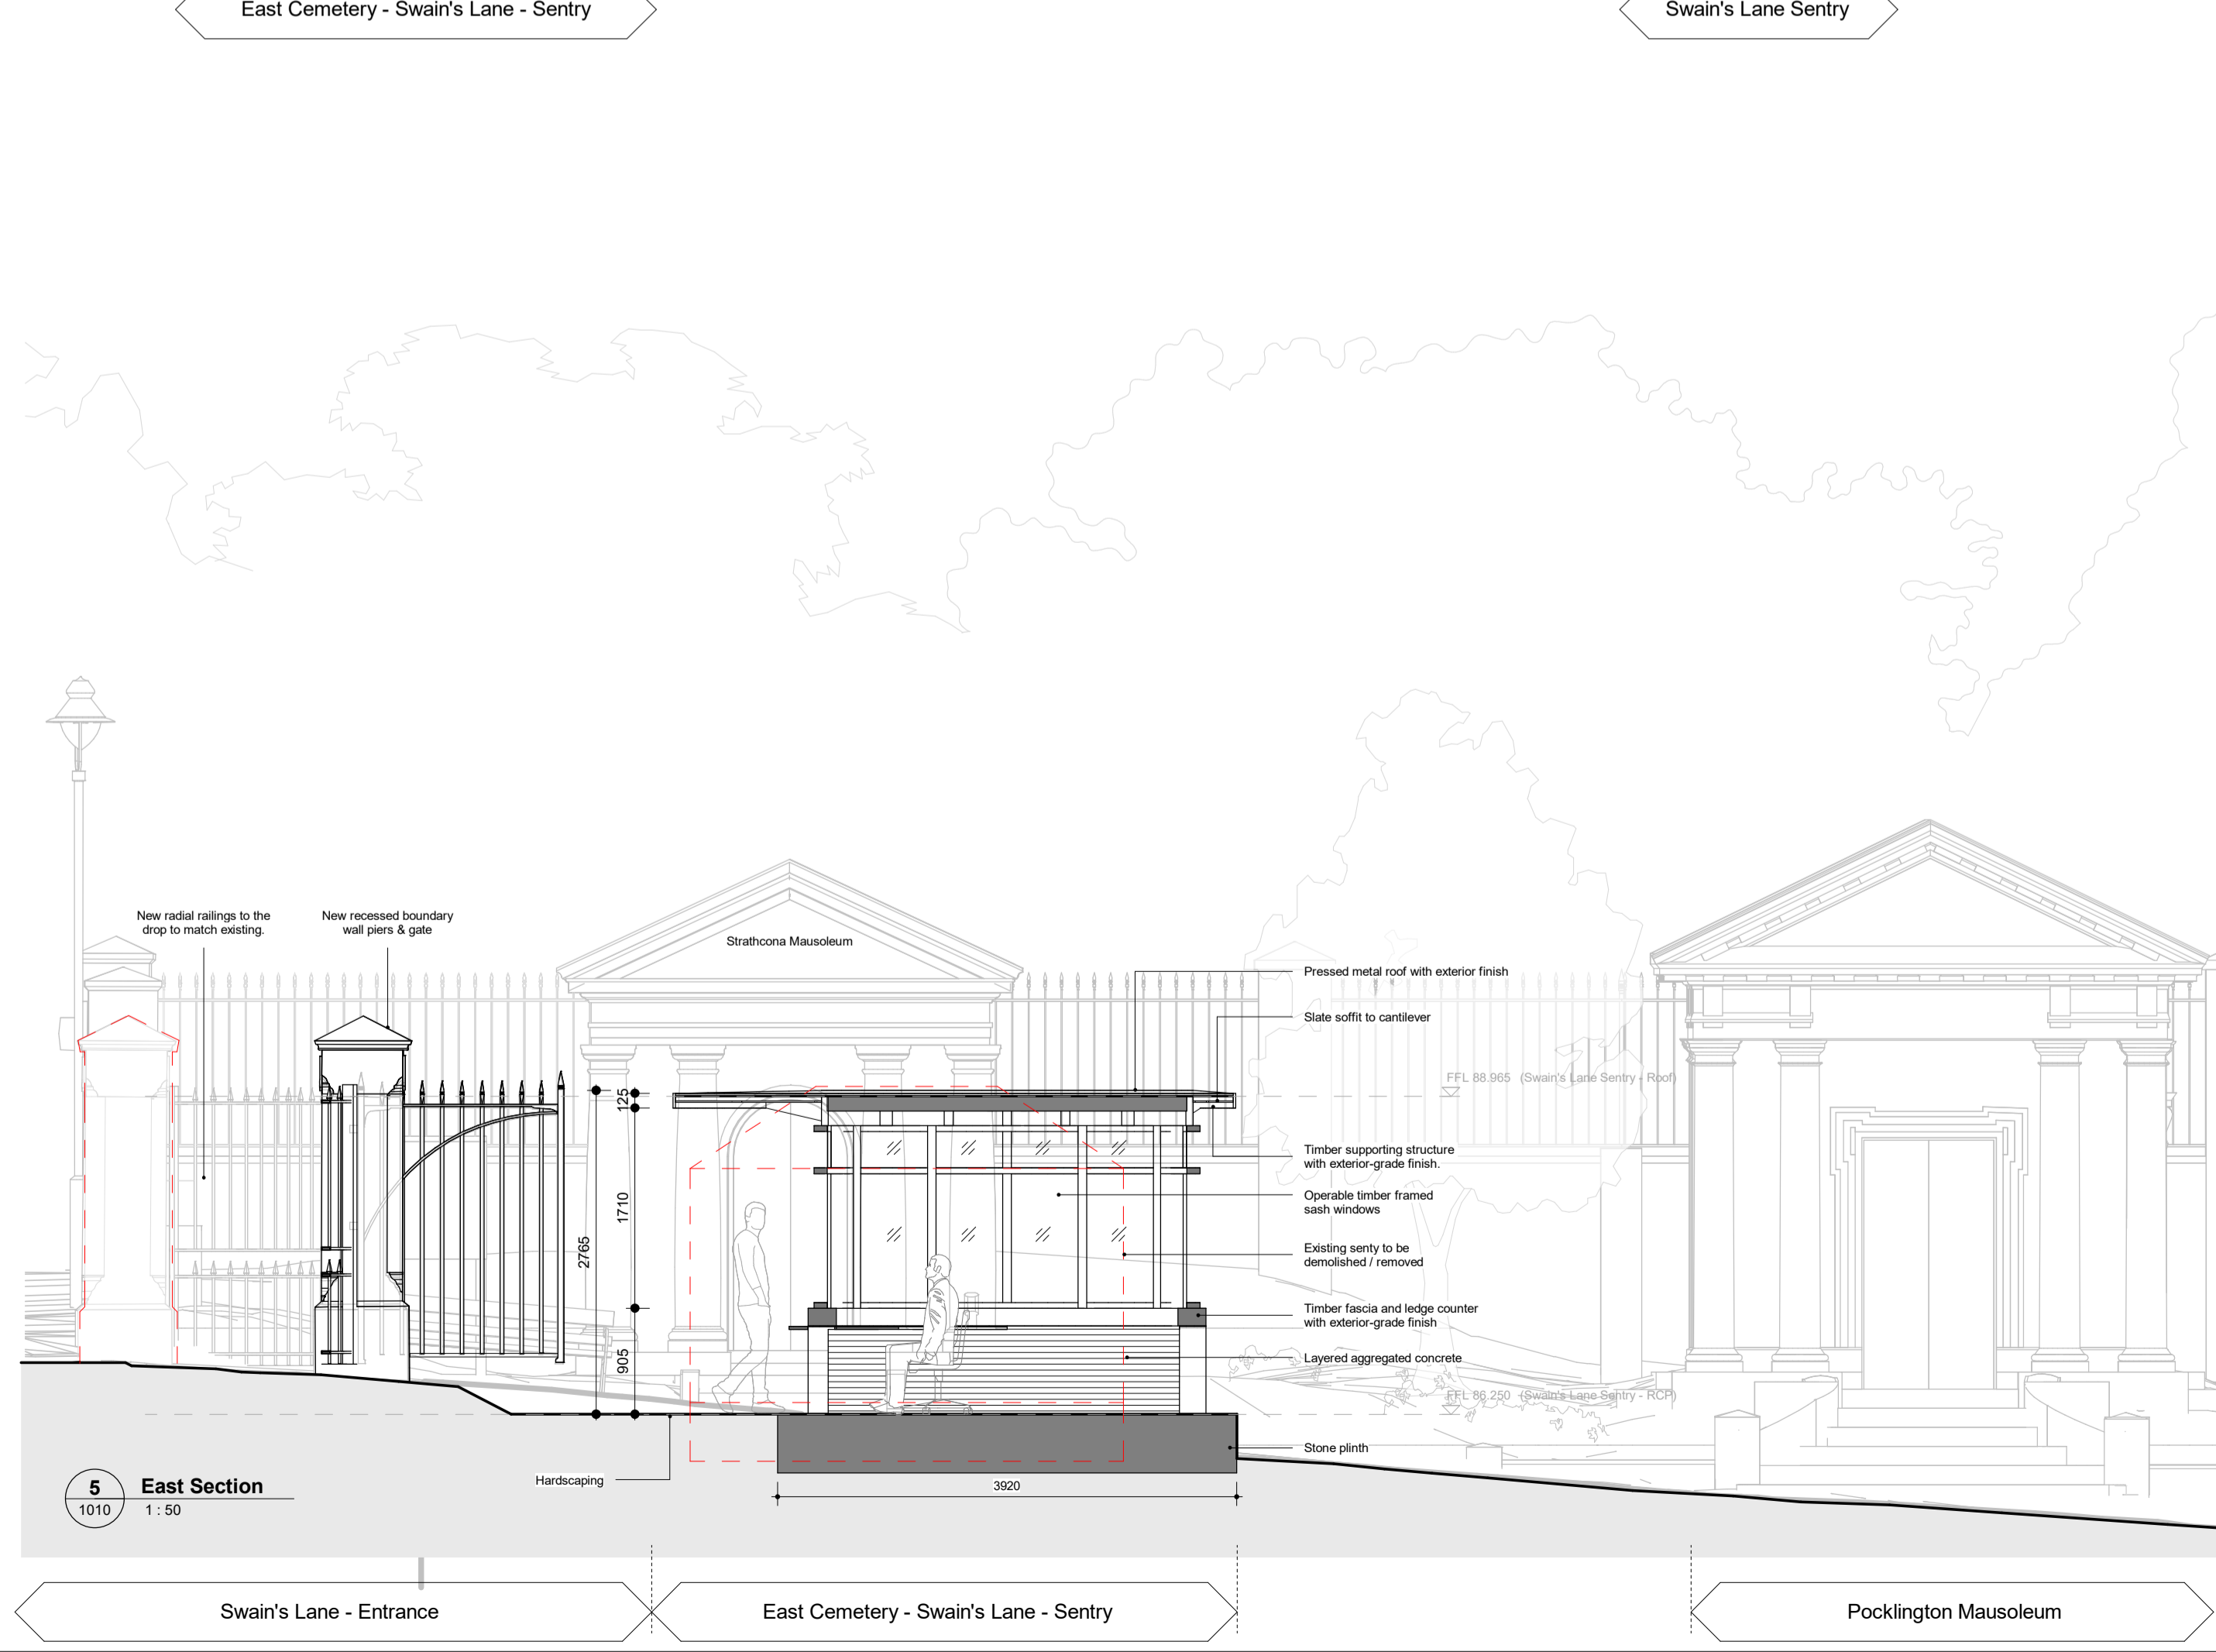 East Cemetery - Swain's Lane - Sentry
Swain's Lane Sentry
New radial railings to the
drop to match existing.
New recessed boundary
wall piers & gate
Strathcona Mausoleum
Pressed metal roof with exterior finish
Slate soffit to cantilever
FFL 88.965 (Swain's Lane Sentry - Roof)
Timber supporting structure
with exterior-grade finish.
Operable timber framed
sash windows
Existing senty to be
demolished / removed
Timber fascia and ledge counter
with exterior-grade finish
Layered aggregated concrete
FFL 86.250 (Swain's Lane Sentry - RCP)
Stone plinth
125
1710
2765
905
Hardscaping
3920
5
1010
East Section
1 : 50
Swain's Lane - Entrance
East Cemetery - Swain's Lane - Sentry
Pocklington Mausoleum